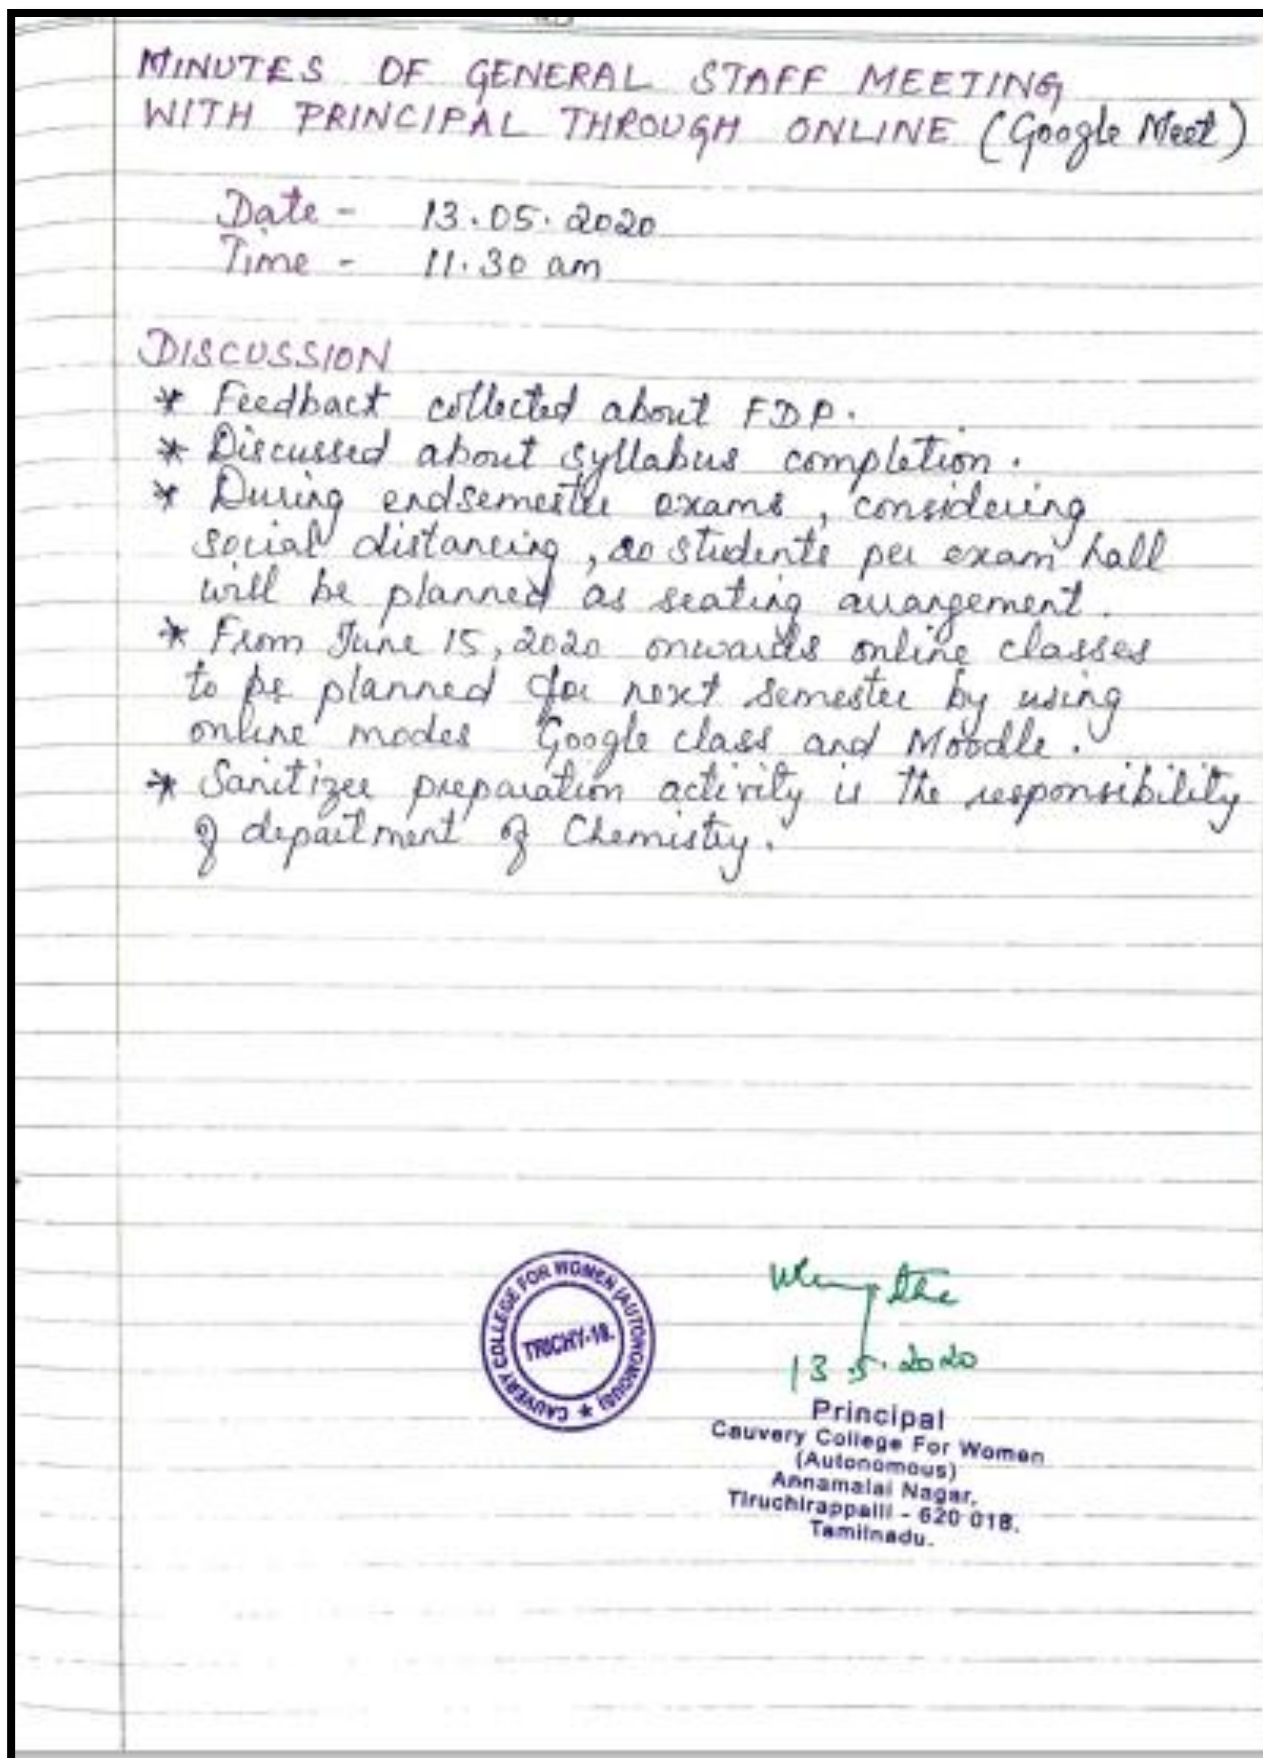 MINUTES OF GENERAL STAFF MEETING
WITH PRINCIPAL THROUGH ONLINE (Google Meet)
Date - 13.05.2020
Time - 11.30 am
DISCUSSION
* Feedback collected about FDP.
* Discussed about syllabus completion.
* During endsemester exams, considering
social distancing, 20 students per exam hall
will be planned as seating arrangement.
* From June 15, 2020 onwards online classes
to be planned for next semester by using
online modes Google class and Moodle.
* Sanitizer preparation activity is the responsibility
of department of Chemistry.
CAUVERY COLLEGE FOR WOMEN (AUTONOMOUS) ★
TRICHY-18.
13.5.2020
Principal
Cauvery College For Women
(Autonomous)
Annamalai Nagar,
Tiruchirappalli - 620 018.
Tamilnadu.